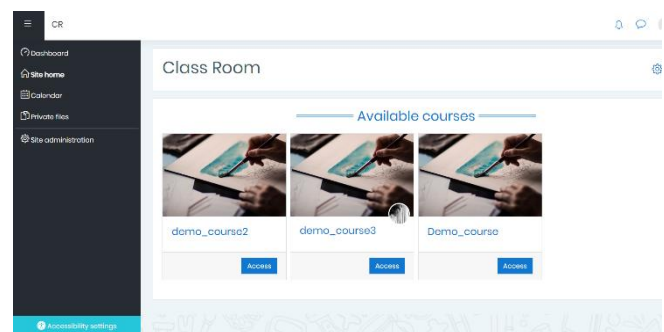 CR
Dashboard
Site home
Calendar
Private files
Site administration
Class Room
Available courses
demo_course2
demo_course3
Demo_course
Access
Access
Access
Accessibility settings